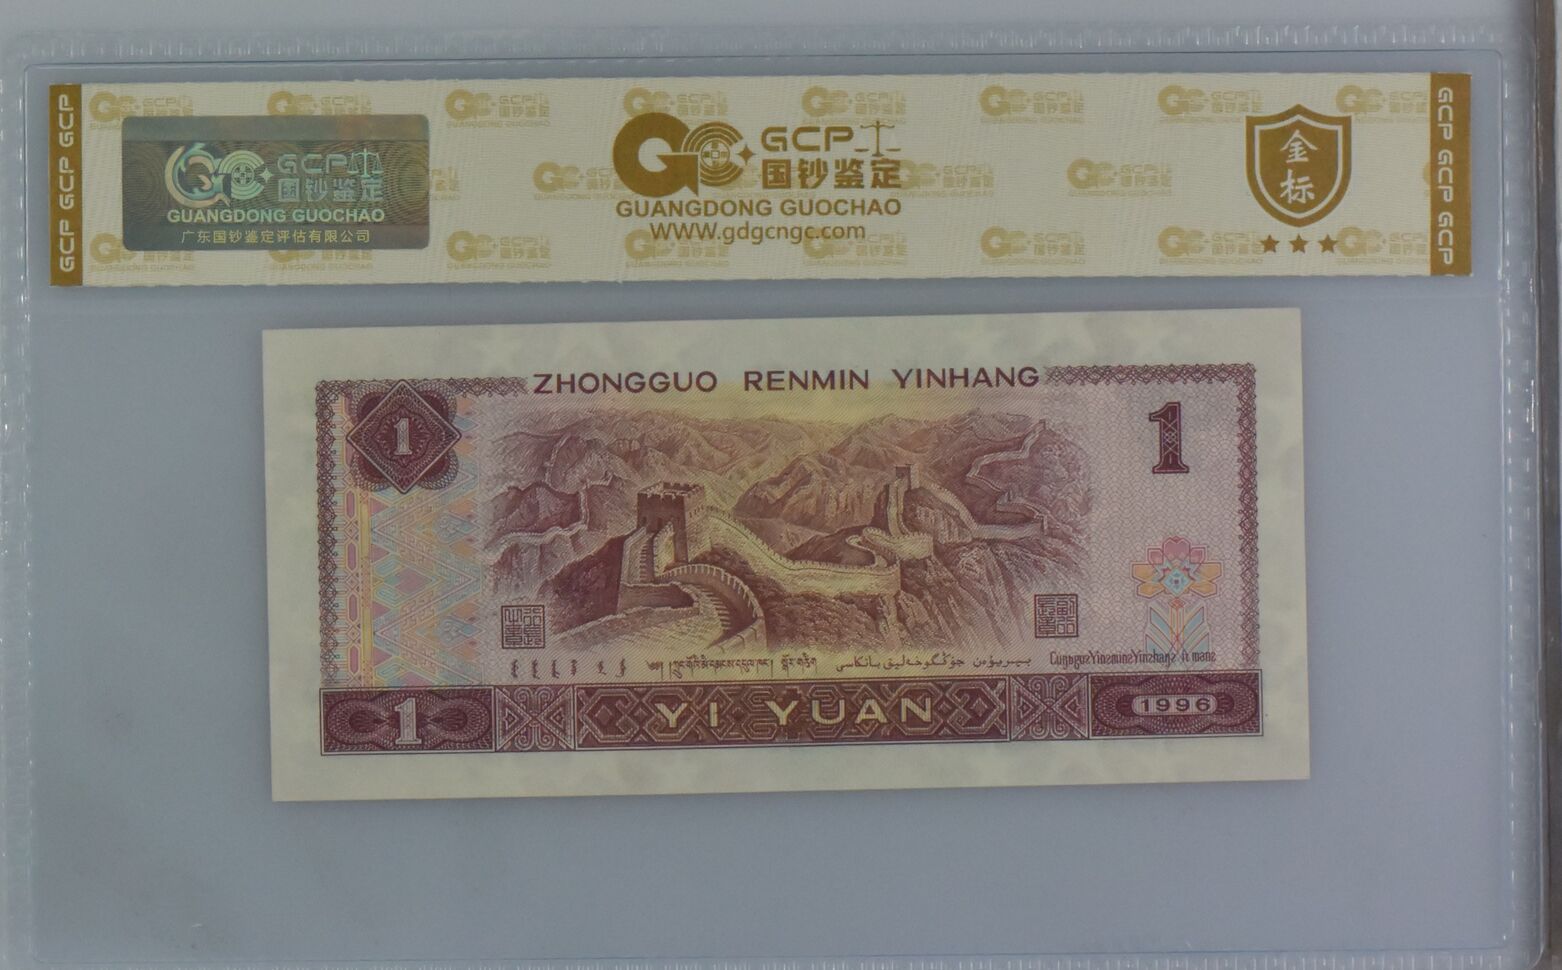 GCP GCP GCP
GCP
国钞鉴定
GUANGDONG GUOCHAO
广东国钞鉴定评估有限公司
GCP
国钞鉴定
GUANGDONG GUOCHAO
WWW.gdgcngc.com
金
标
GCP GCP GCP
ZHONGGUO RENMIN YINHANG
1
1
YI YUAN
1
1996